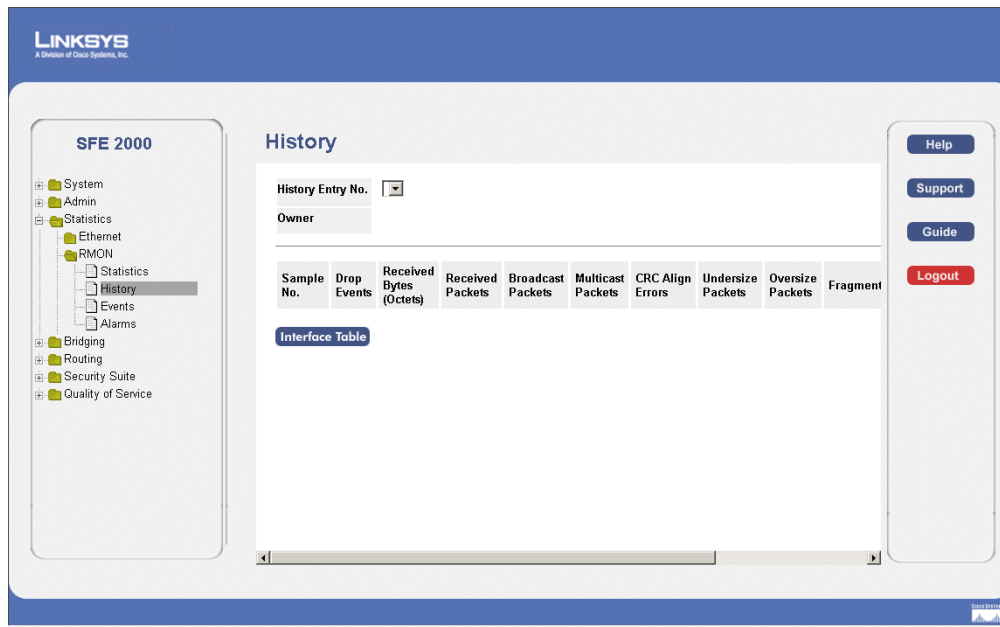 LINKSYS
A Division of Cisco Systems, Inc.
SFE 2000
System
Admin
Statistics
Ethernet
RMON
Statistics
History
Events
Alarms
Bridging
Routing
Security Suite
Quality of Service
History
History Entry No.
Owner
Sample No.
Drop Events
Received Bytes (Octets)
Received Packets
Broadcast Packets
Multicast Packets
CRC Align Errors
Undersize Packets
Oversize Packets
Fragment
Interface Table
Help
Support
Guide
Logout